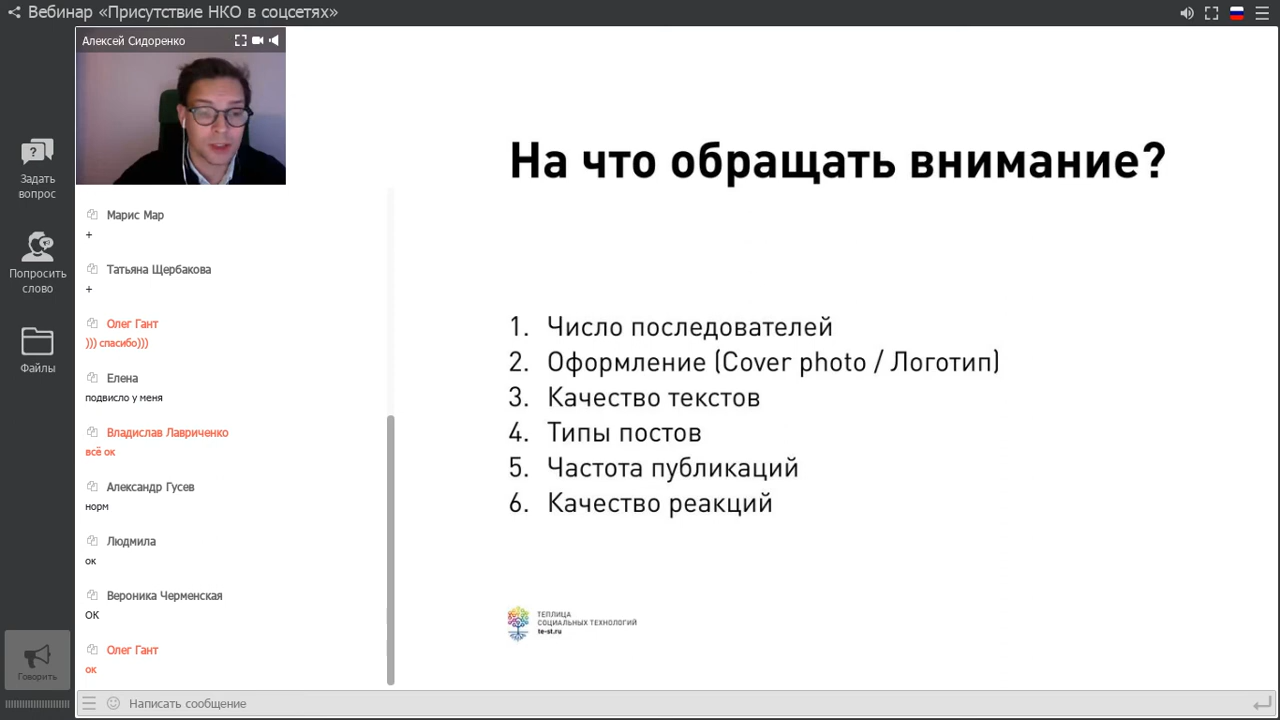 Вебинар «Присутствие НКО в соцсетях»
Алексей Сидоренко
Задать
вопрос
Попросить
слово
Файлы
Говорить
Марис Мар
+
Татьяна Щербакова
+
Олег Гант
))) спасибо)))
Елена
подвисло у меня
Владислав Лавриченко
всё ок
Александр Гусев
норм
Людмила
ок
Вероника Черменская
ОК
Олег Гант
ок
Написать сообщение
На что обращать внимание?
1. Число последователей
2. Оформление (Cover photo / Логотип)
3. Качество текстов
4. Типы постов
5. Частота публикаций
6. Качество реакций
ТЕПЛИЦА
СОЦИАЛЬНЫХ ТЕХНОЛОГИЙ
te-st.ru